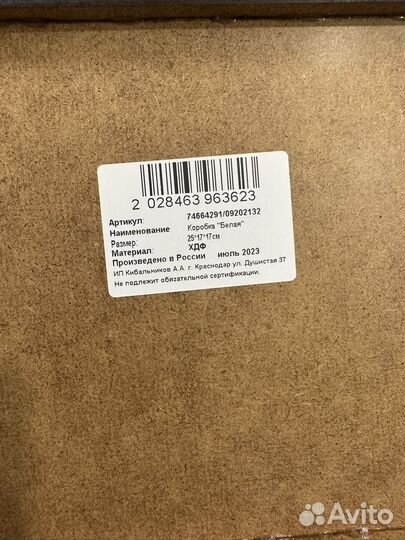 2 028463 963623
Артикул: 74664291/09202132
Наименование Коробка "Белая"
Размер: 25*17*17см
Материал: ХДФ
Произведено в России июль 2023
ИП Кибальников А.А. г. Краснодар ул. Душистая 37
Не подлежит обязательной сертификации.
Avito